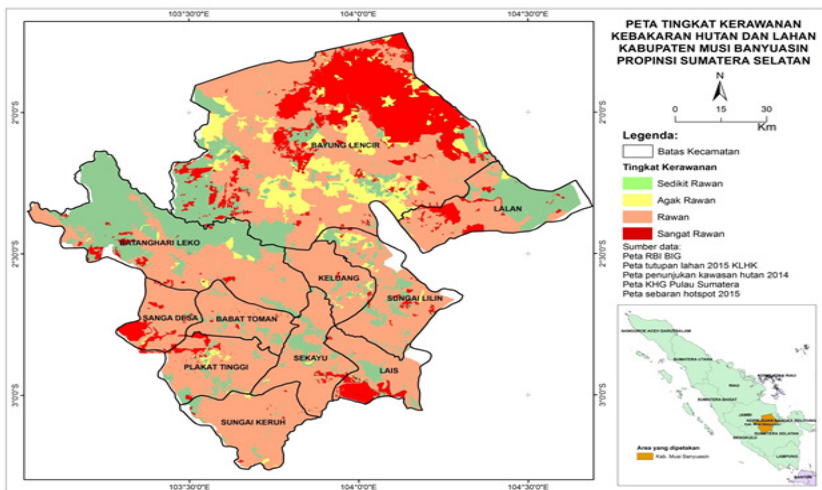 PETA TINGKAT KERAWANAN
KEBAKARAN HUTAN DAN LAHAN
KABUPATEN MUSI BANYUASIN
PROPINSI SUMATERA SELATAN
N
0 15 30
Km
Legenda:
Batas Kecamatan
Tingkat Kerawanan
Sedikit Rawan
Agak Rawan
Rawan
Sangat Rawan
Sumber data:
Peta RBI BIG
Peta tutupan lahan 2015 KLHK
Peta penunjukan kawasan hutan 2014
Peta KHG Pulau Sumatera
Peta sebaran hotspot 2015
103°30'0"E 104°0'0"E 104°30'0"E
2°0'0"S 2°0'0"S
2°30'0"S 2°30'0"S
3°0'0"S 3°0'0"S
103°30'0"E 104°0'0"E 104°30'0"E
BAYUNG LENCIR
LALAN
BATANGHARI LEKO
KELUANG
SUNGAI LILIN
SANGA DESA
BABAT TOMAN
SEKAYU
PLAKAT TINGGI
LAIS
SUNGAI KERUH
SUMATERA UTARA
RIAU
SUMATERA BARAT
JAMBI
SUMATERA SELATAN
BENGKULU
LAMPUNG
BANTEN
Area yang dipetakan
Kab. Musi Banyuasin